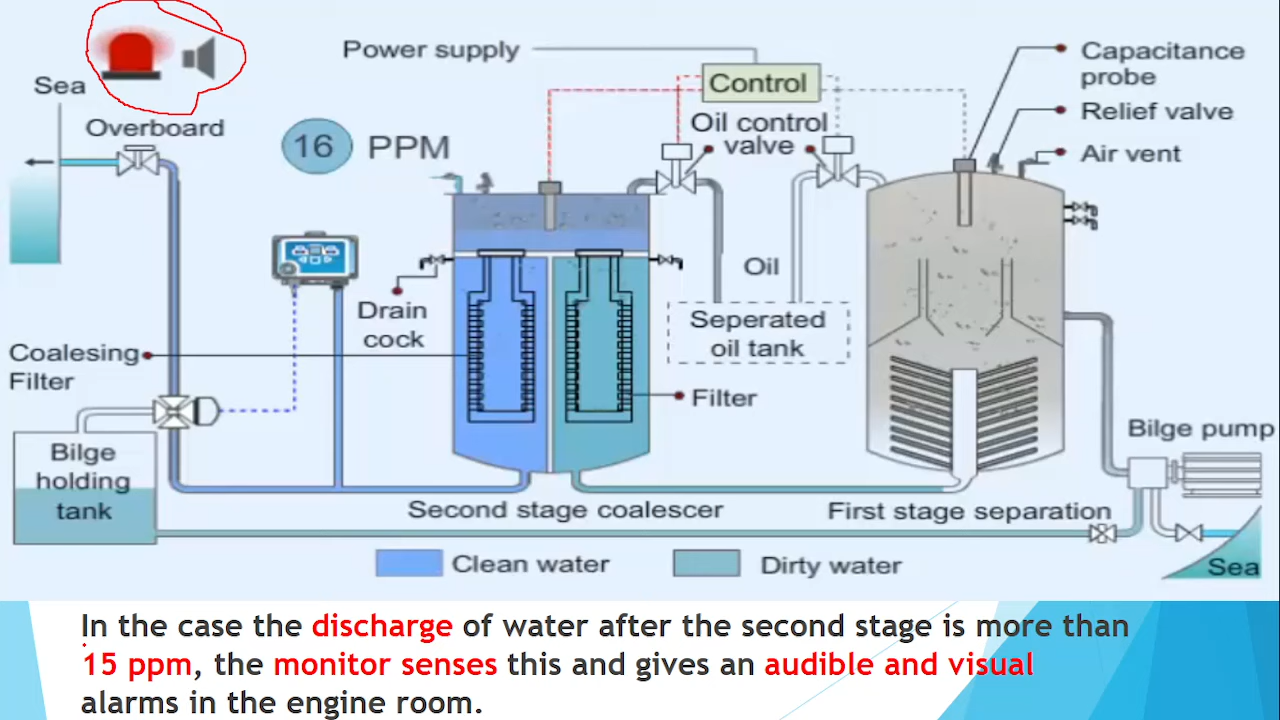 Power supply
Control
Capacitance
probe
Relief valve
Air vent
Sea
Overboard
16 PPM
Oil control
valve
Oil
Drain
cock
Seperated
oil tank
Coalesing
Filter
Filter
Bilge
holding
tank
Bilge pump
Second stage coalescer
First stage separation
Clean water
Dirty water
Sea
In the case the discharge of water after the second stage is more than
15 ppm, the monitor senses this and gives an audible and visual
alarms in the engine room.